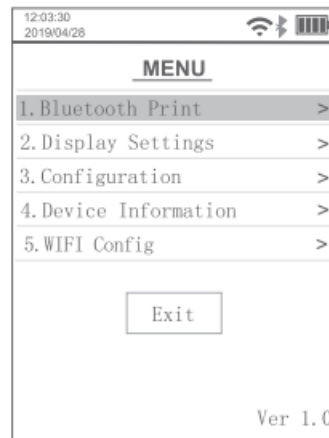 12:03:30
2019/04/28
MENU
1.Bluetooth Print >
2.Display Settings >
3.Configuration >
4.Device Information >
5.WIFI Config >
Exit
Ver 1.0